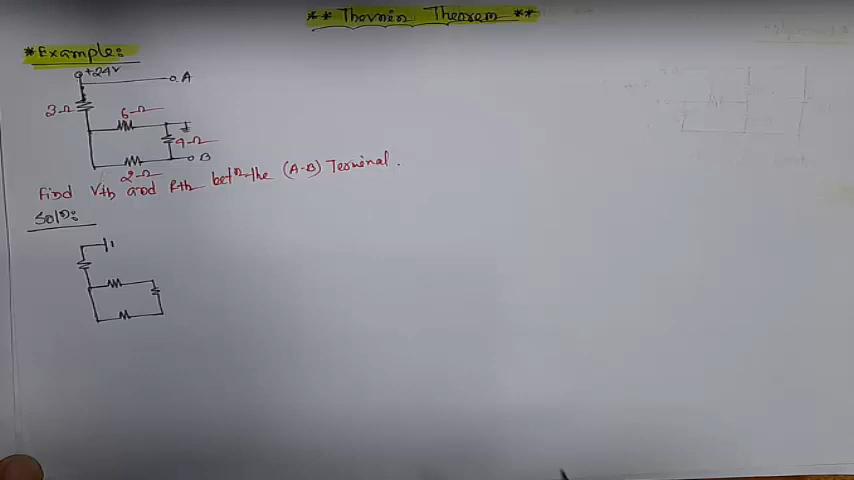 ** Thevnin Theorem **
* Example:
+24V
A
3Ω
6Ω
4Ω
B
2Ω
Find Vth and Rth betn the (A-B) Terminal.
Soln: